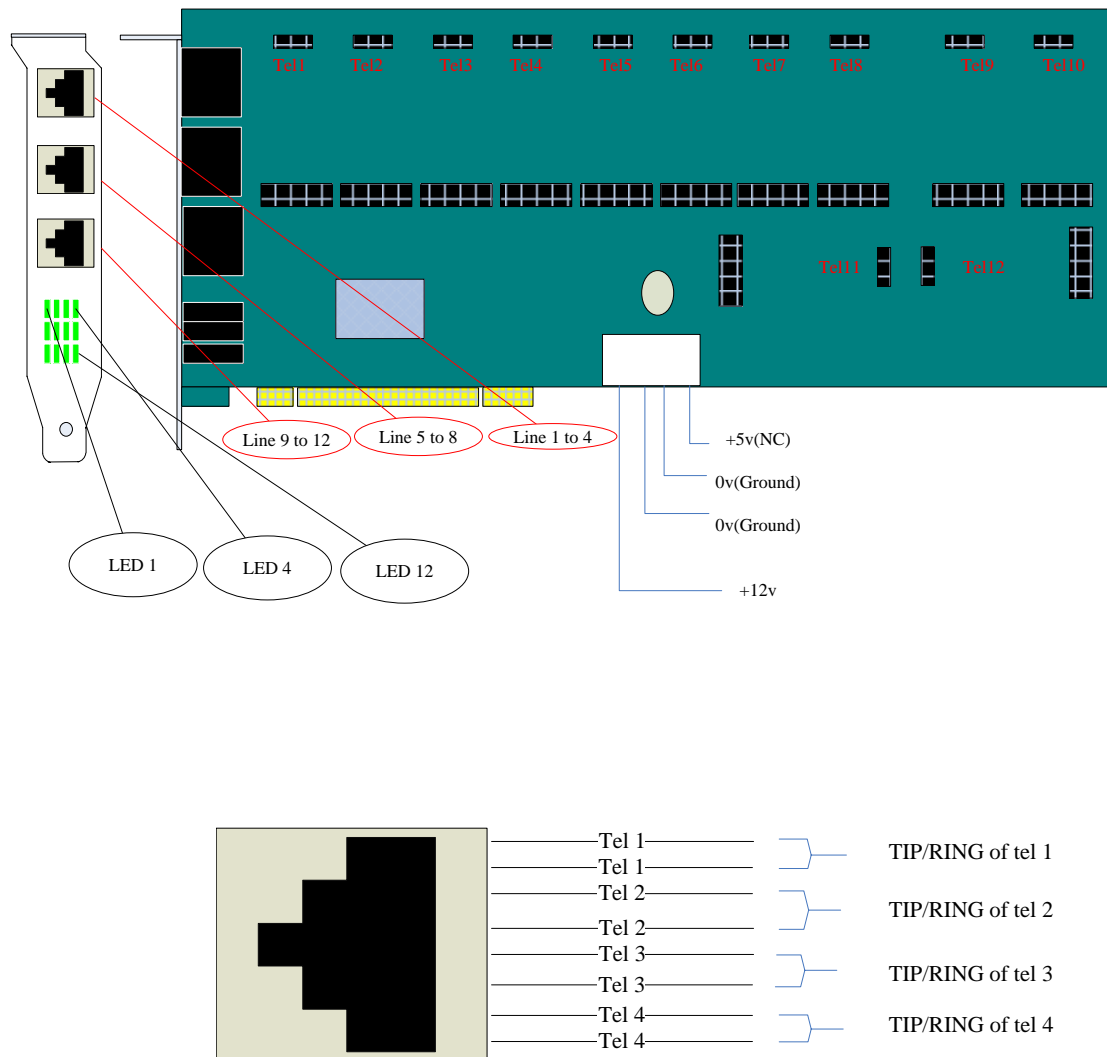 Tel1 Tel2 Tel3 Tel4 Tel5 Tel6 Tel7 Tel8 Tel9 Tel10
Tel11 Tel12
Line 9 to 12 Line 5 to 8 Line 1 to 4
+5v(NC)
0v(Ground)
0v(Ground)
+12v
LED 1 LED 4 LED 12
Tel 1
Tel 1
TIP/RING of tel 1
Tel 2
Tel 2
TIP/RING of tel 2
Tel 3
Tel 3
TIP/RING of tel 3
Tel 4
Tel 4
TIP/RING of tel 4